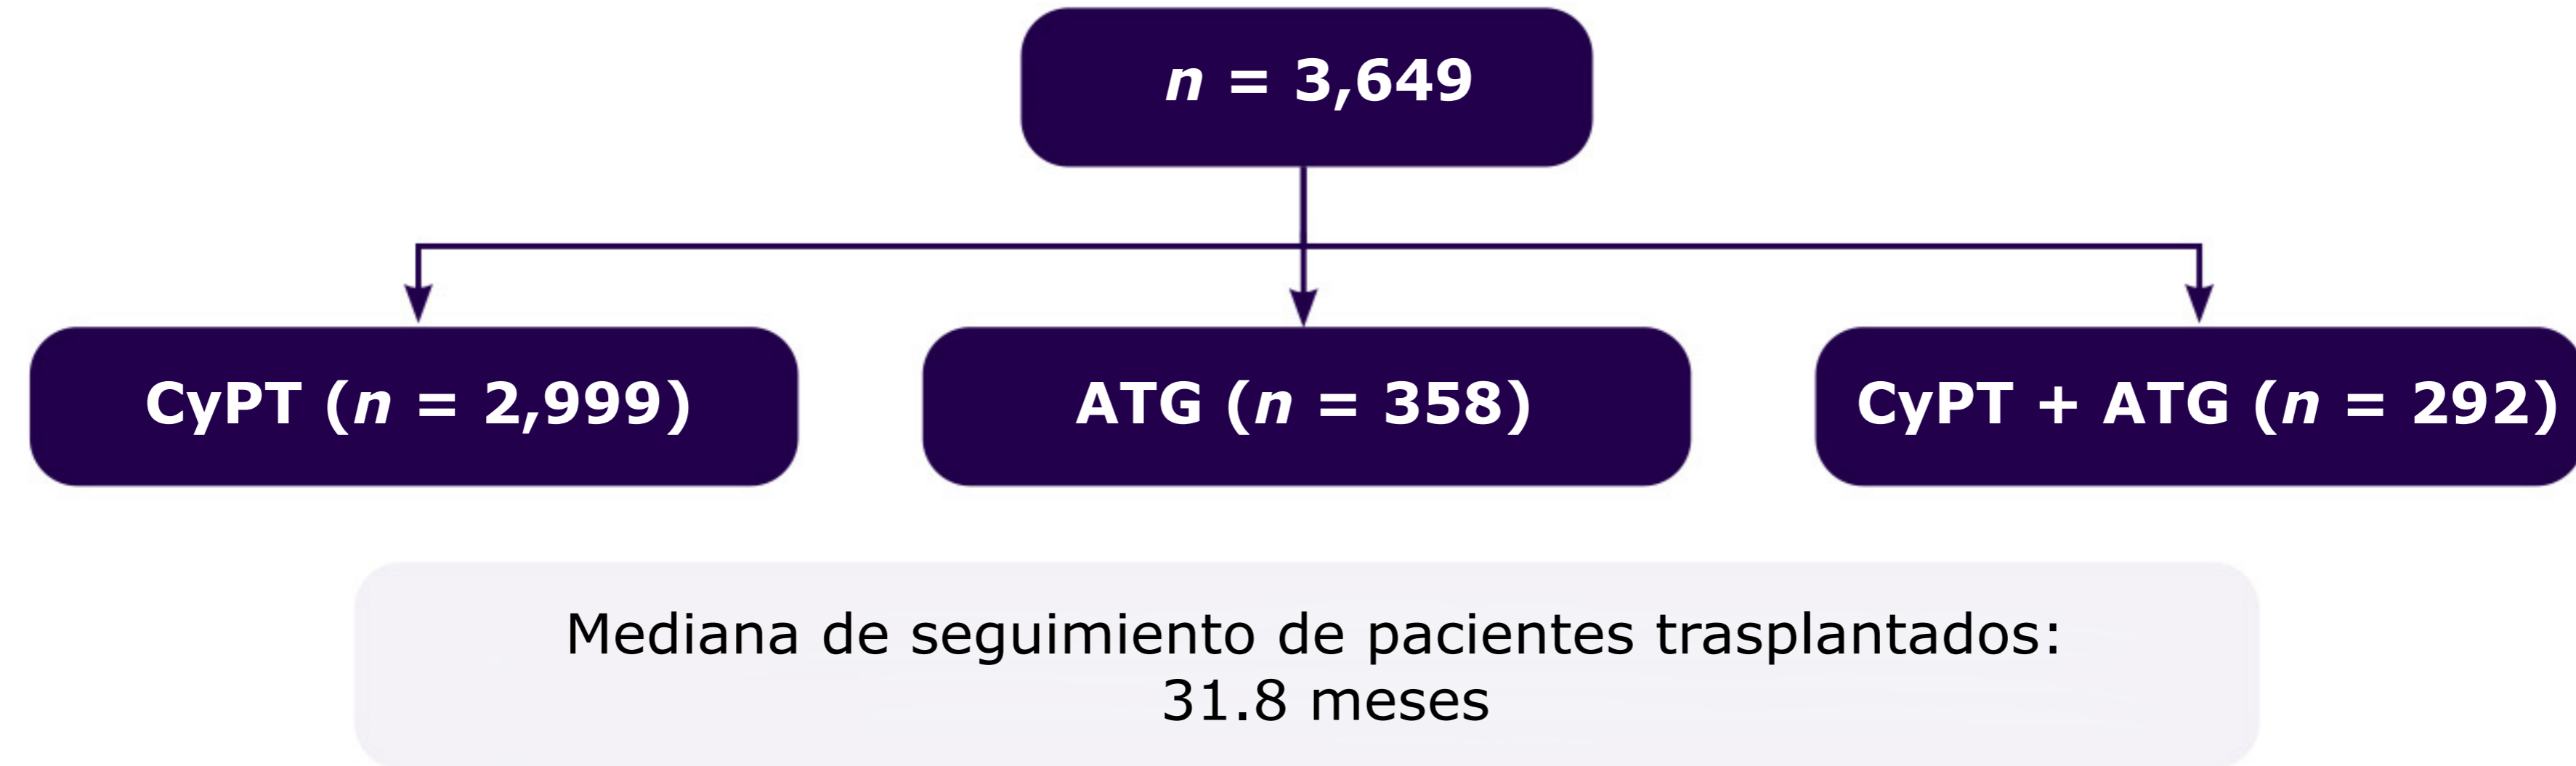 n = 3,649
CyPT (n = 2,999)
ATG (n = 358)
CyPT + ATG (n = 292)
Mediana de seguimiento de pacientes trasplantados:
31.8 meses